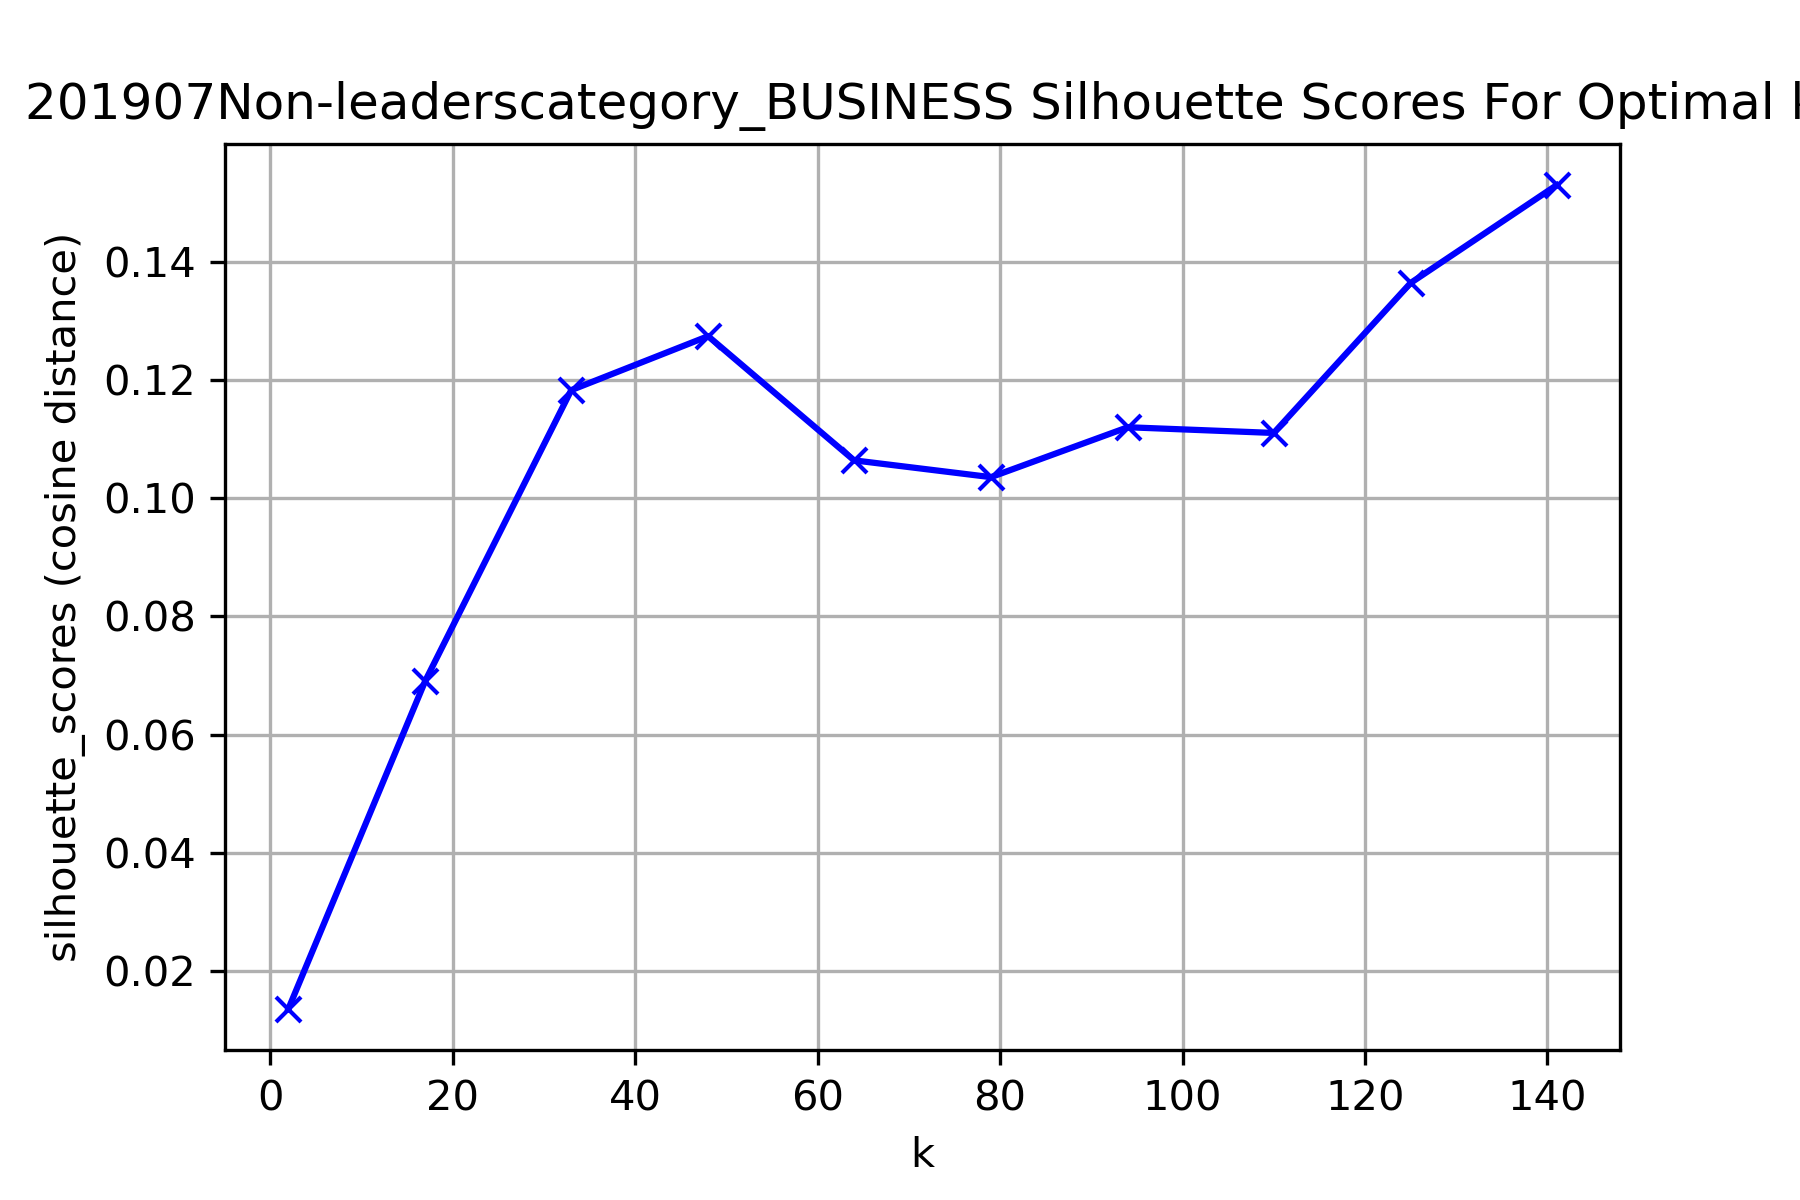 201907Non-leaderscategory_BUSINESS Silhouette Scores For Optimal
silhouette_scores (cosine distance)
0.14
0.12
0.10
0.08
0.06
0.04
0.02
0 20 40 60 80 100 120 140
k